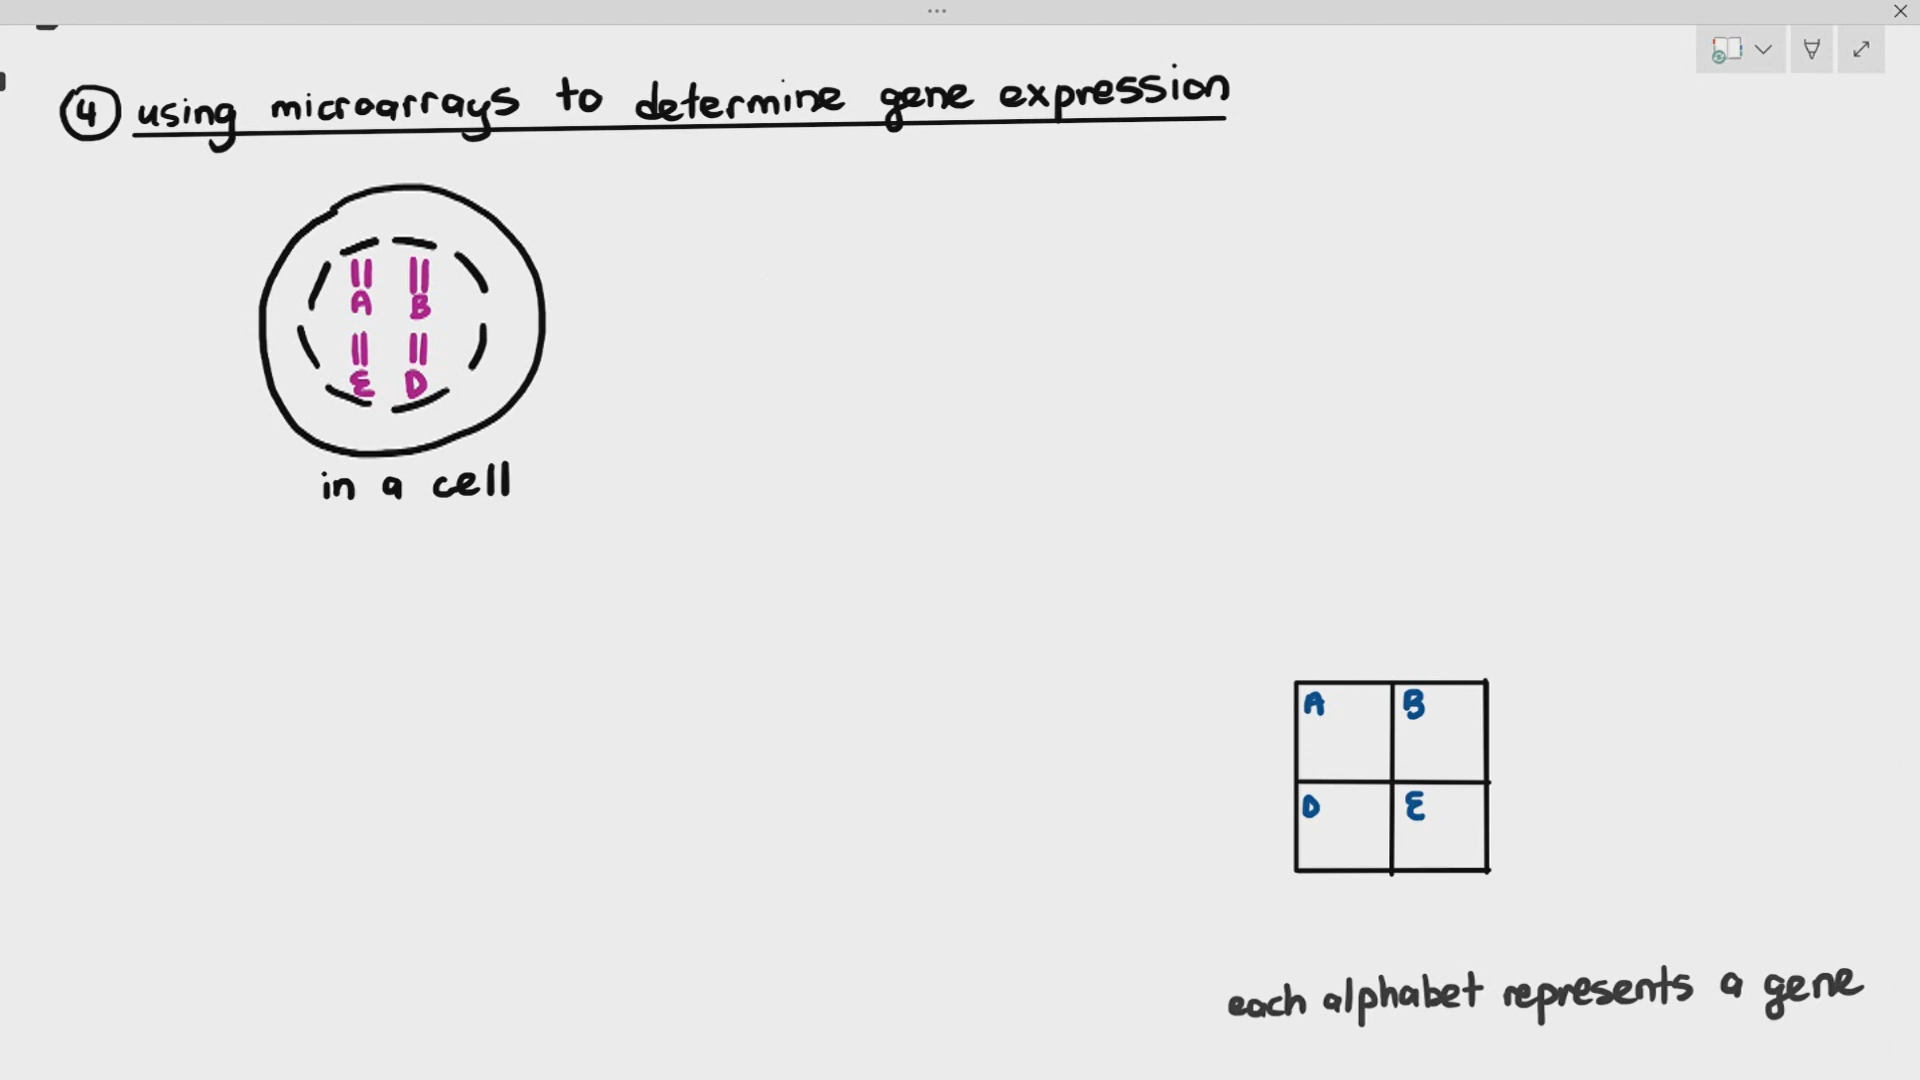 4 using microarrays to determine gene expression
A B
E D
in a cell
A B
D E
each alphabet represents a gene